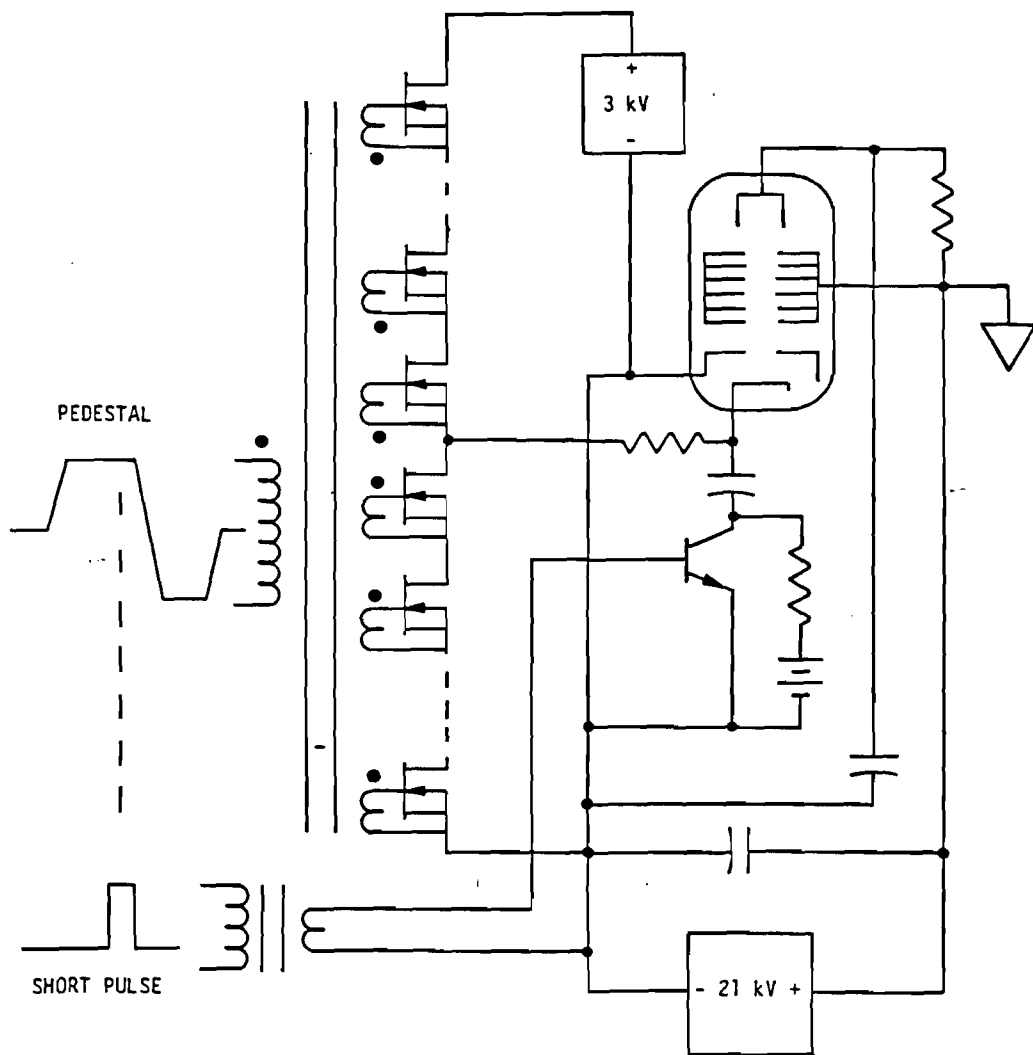 +
3 kV
-
PEDESTAL
SHORT PULSE
- 21 kV +